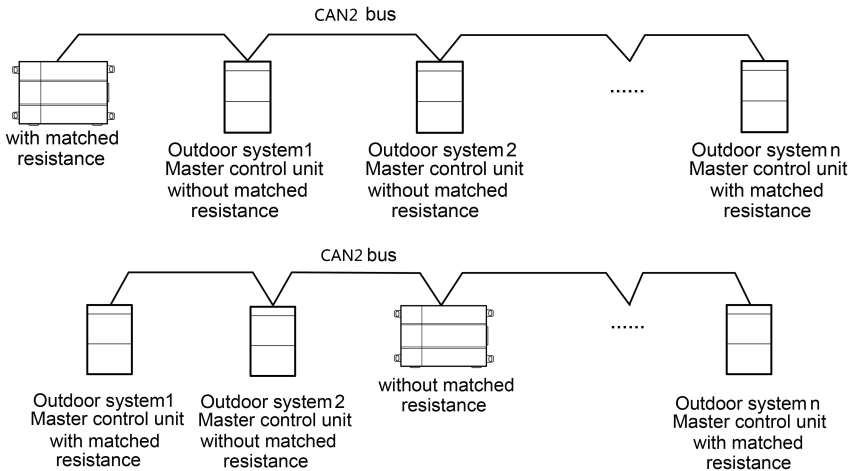 CAN2 bus
with matched
resistance
Outdoor system1
Master control unit
without matched
resistance
Outdoor system2
Master control unit
without matched
resistance
......
Outdoor system n
Master control unit
with matched
resistance
CAN2 bus
Outdoor system1
Master control unit
with matched
resistance
Outdoor system 2
Master control unit
without matched
resistance
without matched
resistance
......
Outdoor system n
Master control unit
with matched
resistance